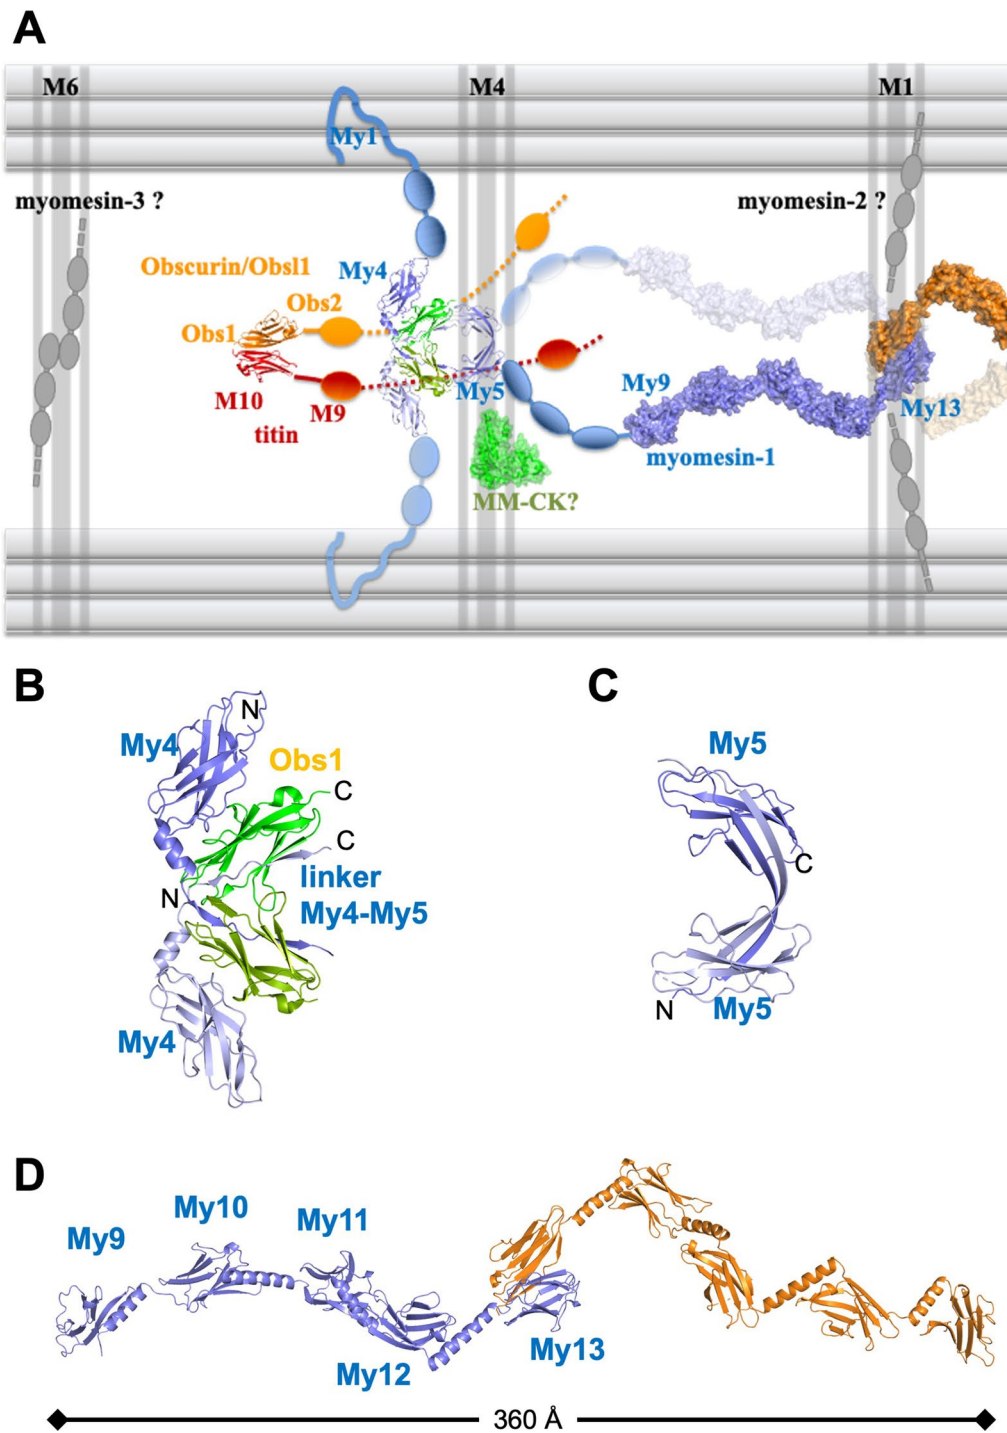 A
M6
M4
M1
My1
myomesin-3 ?
myomesin-2 ?
Obscurin/Obsl1
My4
Obs2
Obs1
M10
M9
titin
My5
My9
My13
myomesin-1
MM-CK?
B
C
N
My4
My5
Obs1
C
C
linker
N
My4-My5
C
My4
N
My5
D
My10
My11
My9
My13
My12
360 Å